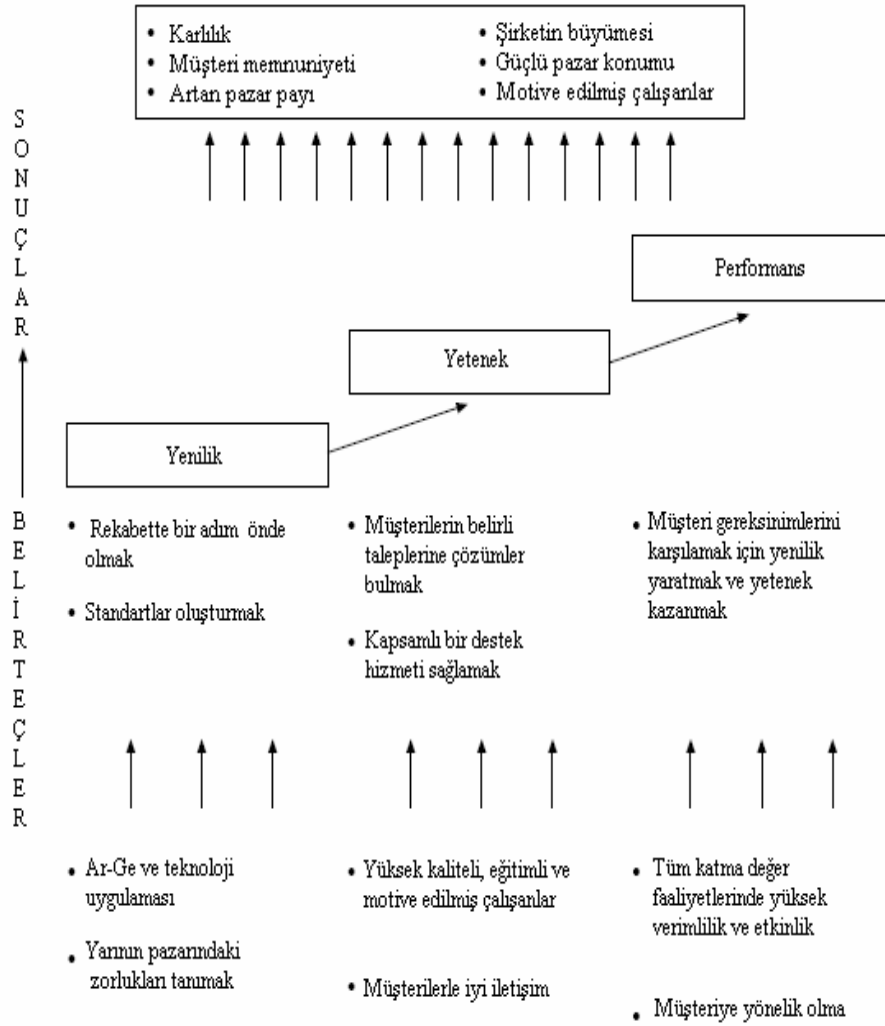 • Karlılık
• Müşteri memnuniyeti
• Artan pazar payı
• Şirketin büyümesi
• Güçlü pazar konumu
• Motive edilmiş çalışanlar
SONUÇLAR
Performans
Yetenek
Yenilik
BELİRTEÇLER
• Rekabette bir adım önde
olmak
• Standartlar oluşturmak
• Müşterilerin belirli
taleplerine çözümler
bulmak
• Kapsamlı bir destek
hizmeti sağlamak
• Müşteri gereksinimlerini
karşılamak için yenilik
yaratmak ve yetenek
kazanmak
• Ar-Ge ve teknoloji
uygulaması
• Yarının pazarındaki
zorlukları tanımak
• Yüksek kaliteli, eğitimli ve
motive edilmiş çalışanlar
• Müşterilerle iyi iletişim
• Tüm katma değer
faaliyetlerinde yüksek
verimlilik ve etkinlik
• Müşteriye yönelik olma